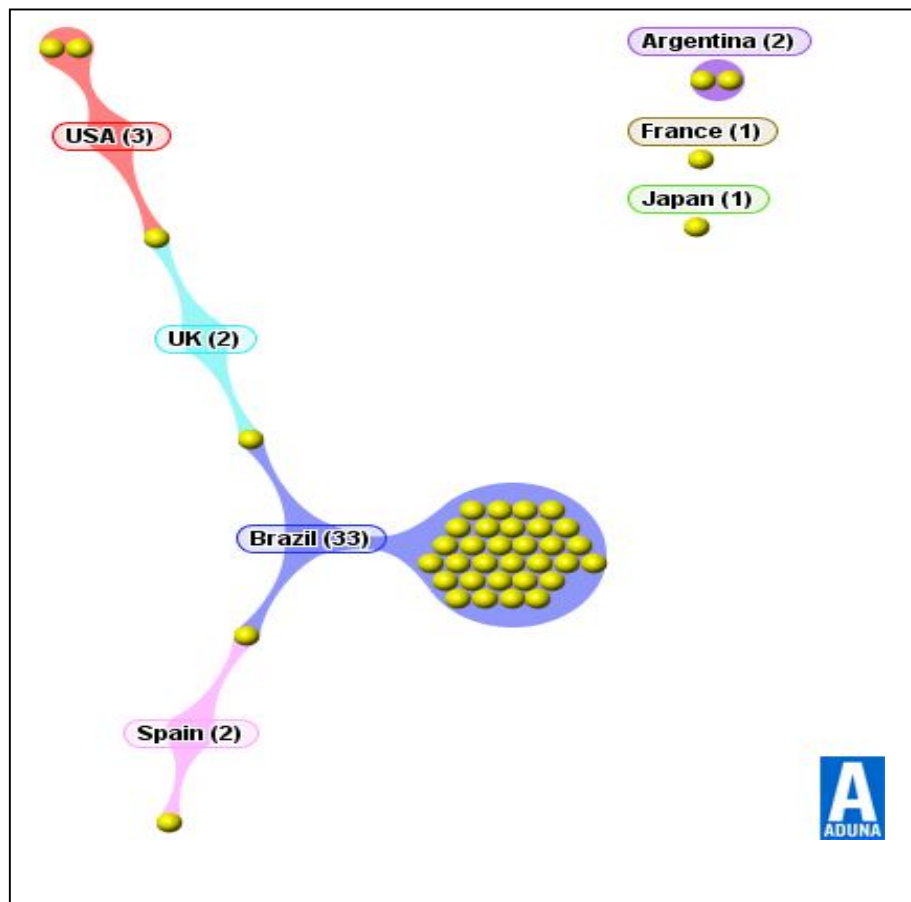 Argentina (2)
USA (3)
France (1)
Japan (1)
UK (2)
Brazil (33)
Spain (2)
A
ADUNA